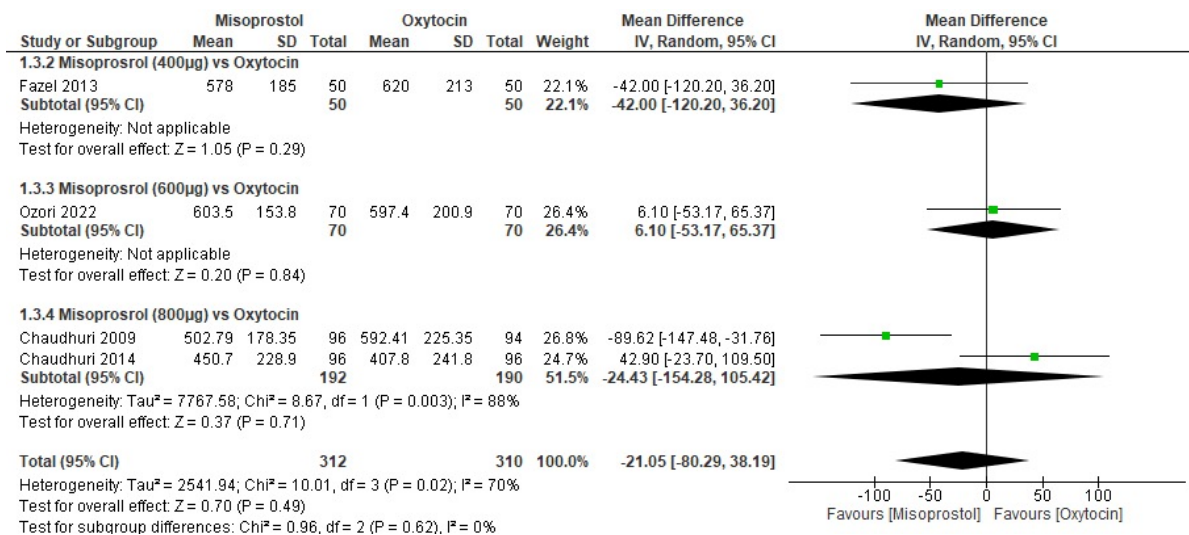 Misoprostol Oxytocin Mean Difference Mean Difference
Study or Subgroup Mean SD Total Mean SD Total Weight IV, Random, 95% CI IV, Random, 95% CI
1.3.2 Misoprosrol (400µg) vs Oxytocin
Fazel 2013 578 185 50 620 213 50 22.1% -42.00 [-120.20, 36.20]
Subtotal (95% CI) 50 50 22.1% -42.00 [-120.20, 36.20]
Heterogeneity: Not applicable
Test for overall effect: Z = 1.05 (P = 0.29)
1.3.3 Misoprosrol (600µg) vs Oxytocin
Ozori 2022 603.5 153.8 70 597.4 200.9 70 26.4% 6.10 [-53.17, 65.37]
Subtotal (95% CI) 70 70 26.4% 6.10 [-53.17, 65.37]
Heterogeneity: Not applicable
Test for overall effect: Z = 0.20 (P = 0.84)
1.3.4 Misoprosrol (800µg) vs Oxytocin
Chaudhuri 2009 502.79 178.35 96 592.41 225.35 94 26.8% -89.62 [-147.48, -31.76]
Chaudhuri 2014 450.7 228.9 96 407.8 241.8 96 24.7% 42.90 [-23.70, 109.50]
Subtotal (95% CI) 192 190 51.5% -24.43 [-154.28, 105.42]
Heterogeneity: Tau² = 7767.58; Chi² = 8.67, df = 1 (P = 0.003); I² = 88%
Test for overall effect: Z = 0.37 (P = 0.71)
Total (95% CI) 312 310 100.0% -21.05 [-80.29, 38.19]
Heterogeneity: Tau² = 2541.94; Chi² = 10.01, df = 3 (P = 0.02); I² = 70%
Test for overall effect: Z = 0.70 (P = 0.49)
Test for subgroup differences: Chi² = 0.96, df = 2 (P = 0.62), I² = 0%
-100 -50 0 50 100
Favours [Misoprostol] Favours [Oxytocin]